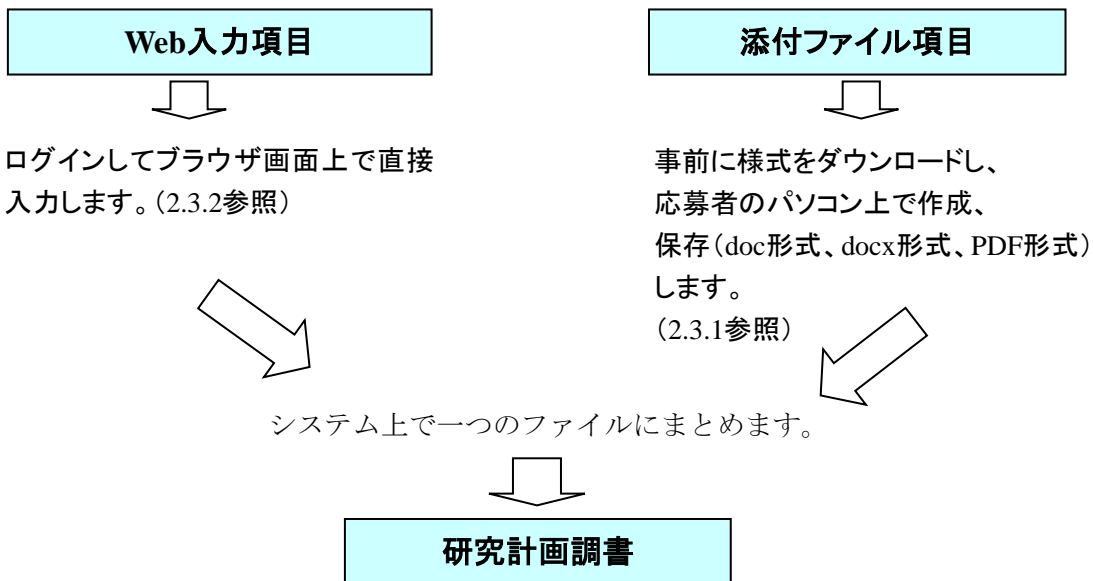 Web入力項目
ログインしてブラウザ画面上で直接
入力します。(2.3.2参照)
添付ファイル項目
事前に様式をダウンロードし、
応募者のパソコン上で作成、
保存(doc形式、docx形式、PDF形式)
します。
(2.3.1参照)
システム上で一つのファイルにまとめます。
研究計画調書